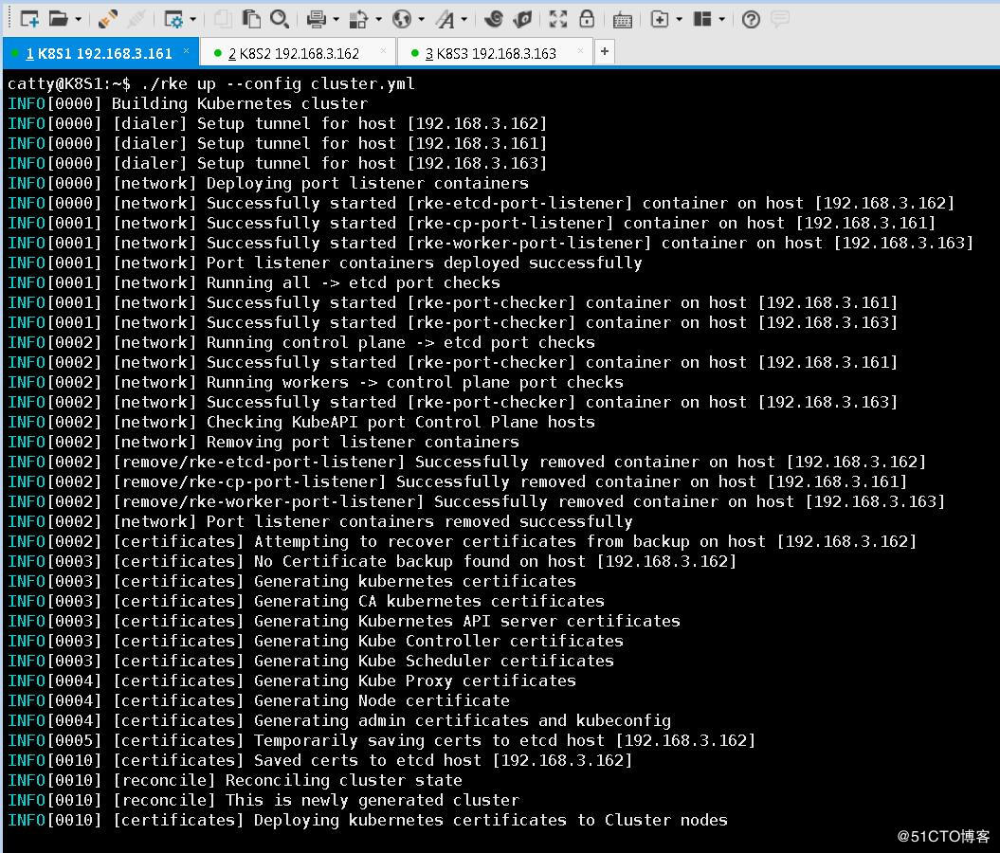 1 K8S1 192.168.3.161 × 2 K8S2 192.168.3.162 × 3 K8S3 192.168.3.163 × +
catty@K8S1:~$ ./rke up --config cluster.yml
INFO[0000] Building Kubernetes cluster
INFO[0000] [dialer] Setup tunnel for host [192.168.3.162]
INFO[0000] [dialer] Setup tunnel for host [192.168.3.161]
INFO[0000] [dialer] Setup tunnel for host [192.168.3.163]
INFO[0000] [network] Deploying port listener containers
INFO[0000] [network] Successfully started [rke-etcd-port-listener] container on host [192.168.3.162]
INFO[0001] [network] Successfully started [rke-cp-port-listener] container on host [192.168.3.161]
INFO[0001] [network] Successfully started [rke-worker-port-listener] container on host [192.168.3.163]
INFO[0001] [network] Port listener containers deployed successfully
INFO[0001] [network] Running all -> etcd port checks
INFO[0001] [network] Successfully started [rke-port-checker] container on host [192.168.3.161]
INFO[0001] [network] Successfully started [rke-port-checker] container on host [192.168.3.163]
INFO[0002] [network] Running control plane -> etcd port checks
INFO[0002] [network] Successfully started [rke-port-checker] container on host [192.168.3.161]
INFO[0002] [network] Running workers -> control plane port checks
INFO[0002] [network] Successfully started [rke-port-checker] container on host [192.168.3.163]
INFO[0002] [network] Checking KubeAPI port Control Plane hosts
INFO[0002] [network] Removing port listener containers
INFO[0002] [remove/rke-etcd-port-listener] Successfully removed container on host [192.168.3.162]
INFO[0002] [remove/rke-cp-port-listener] Successfully removed container on host [192.168.3.161]
INFO[0002] [remove/rke-worker-port-listener] Successfully removed container on host [192.168.3.163]
INFO[0002] [network] Port listener containers removed successfully
INFO[0002] [certificates] Attempting to recover certificates from backup on host [192.168.3.162]
INFO[0003] [certificates] No Certificate backup found on host [192.168.3.162]
INFO[0003] [certificates] Generating kubernetes certificates
INFO[0003] [certificates] Generating CA kubernetes certificates
INFO[0003] [certificates] Generating Kubernetes API server certificates
INFO[0003] [certificates] Generating Kube Controller certificates
INFO[0003] [certificates] Generating Kube Scheduler certificates
INFO[0004] [certificates] Generating Kube Proxy certificates
INFO[0004] [certificates] Generating Node certificate
INFO[0004] [certificates] Generating admin certificates and kubeconfig
INFO[0005] [certificates] Temporarily saving certs to etcd host [192.168.3.162]
INFO[0010] [certificates] Saved certs to etcd host [192.168.3.162]
INFO[0010] [reconcile] Reconciling cluster state
INFO[0010] [reconcile] This is newly generated cluster
INFO[0010] [certificates] Deploying kubernetes certificates to Cluster nodes
@51CTO博客